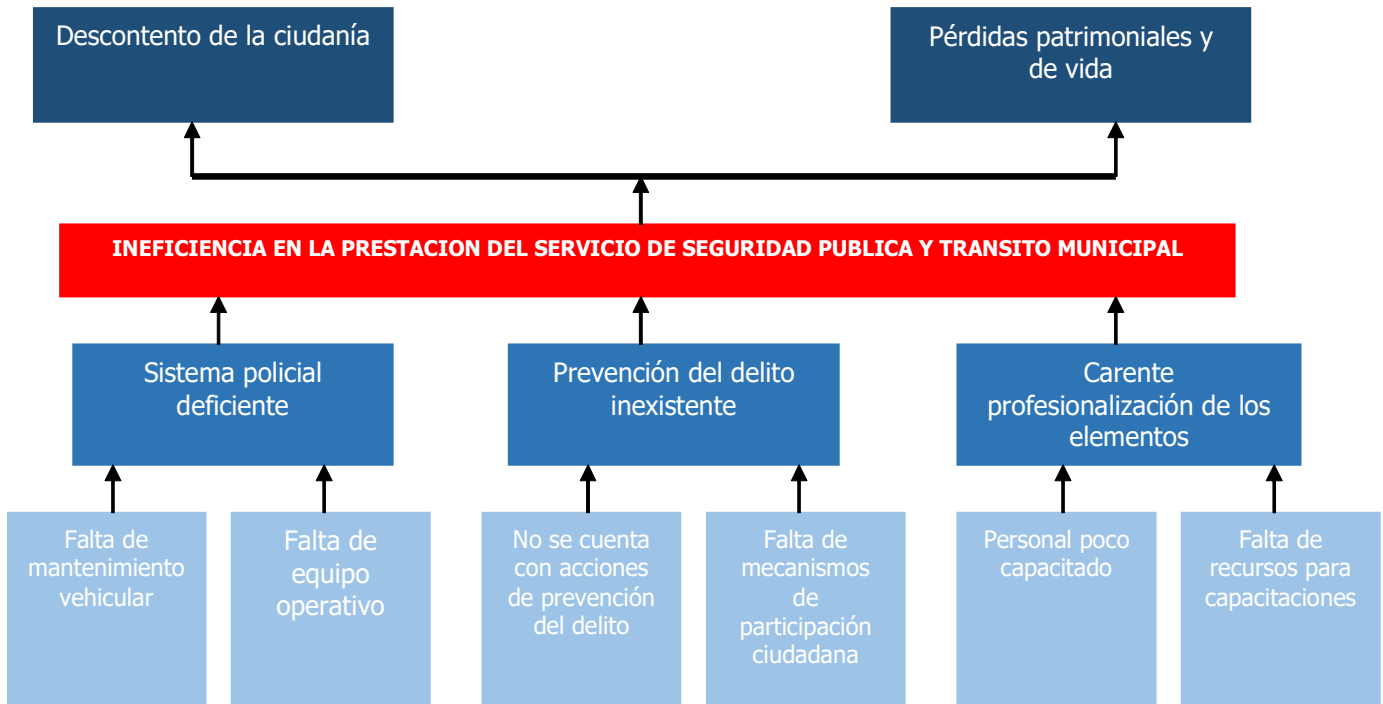 Descontento de la ciudanía
Pérdidas patrimoniales y
de vida
INEFICIENCIA EN LA PRESTACION DEL SERVICIO DE SEGURIDAD PUBLICA Y TRANSITO MUNICIPAL
Sistema policial
deficiente
Prevención del delito
inexistente
Carente
profesionalización de los
elementos
Falta de
mantenimiento
vehicular
Falta de
equipo
operativo
No se cuenta
con acciones
de prevención
del delito
Falta de
mecanismos
de
participación
ciudadana
Personal poco
capacitado
Falta de
recursos para
capacitaciones